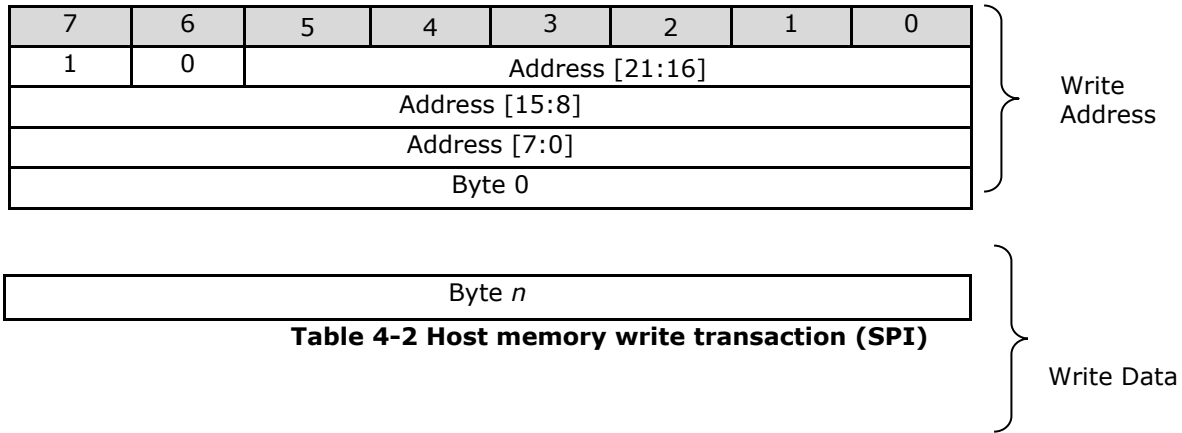 7 6 5 4 3 2 1 0
1 0 Address [21:16]
Address [15:8]
Address [7:0]
Byte 0
Write
Address
Byte n
Table 4-2 Host memory write transaction (SPI)
Write Data